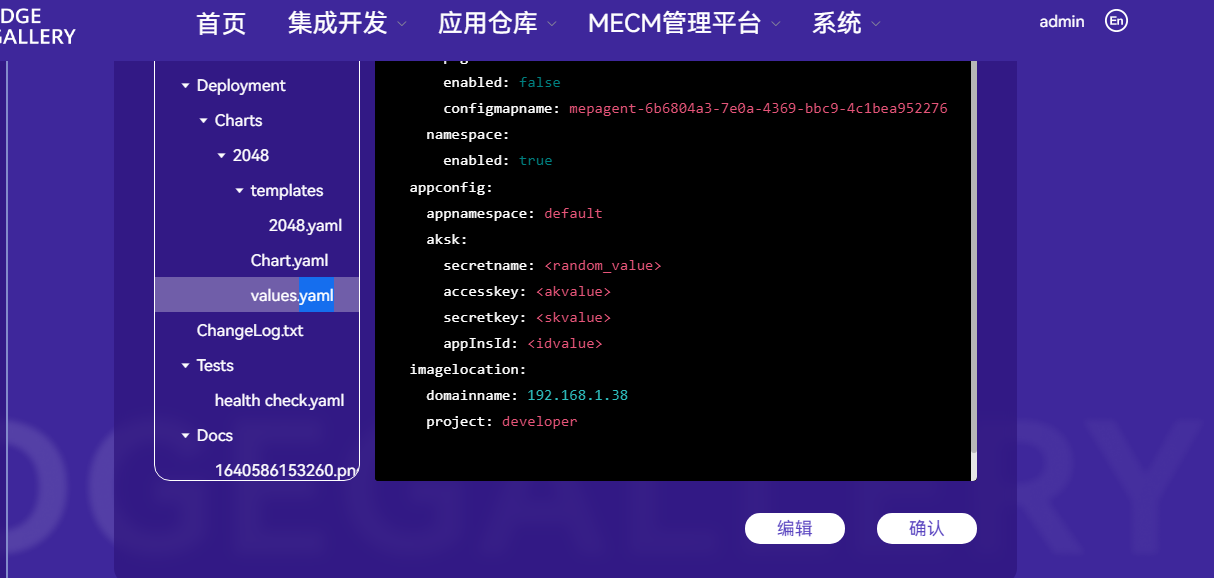 DGE
GALLERY
首页 集成开发 应用仓库 MECM管理平台 系统 admin En
Deployment
Charts
2048
templates
2048.yaml
Chart.yaml
values.yaml
ChangeLog.txt
Tests
health check.yaml
Docs
1640586153260.pn
enabled: false
configmapname: mepagent-6b6804a3-7e0a-4369-bbc9-4c1bea952276
namespace:
enabled: true
appconfig:
appnamespace: default
aksk:
secretname: <random_value>
accesskey: <akvalue>
secretkey: <skvalue>
appInsId: <idvalue>
imagelocation:
domainname: 192.168.1.38
project: developer
编辑 确认
DGEGALLERY